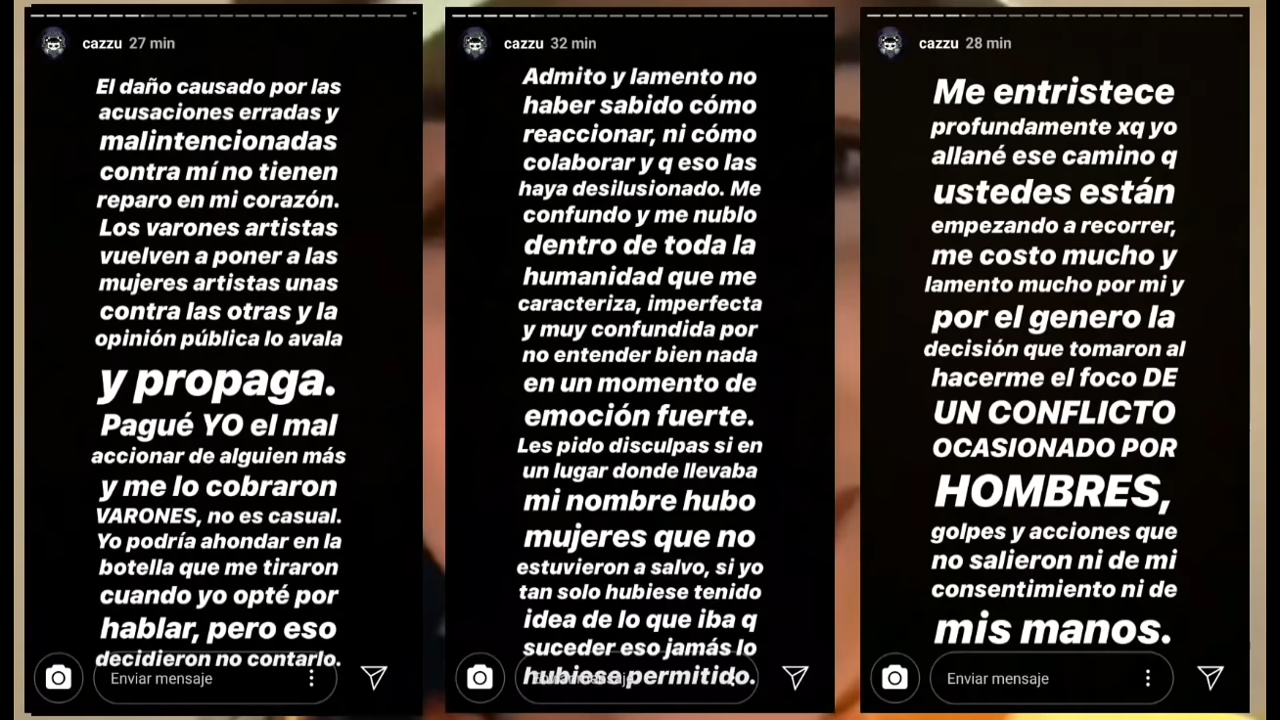 cazzu 27 min
El daño causado por las
acusaciones erradas y
malintencionadas
contra mí no tienen
reparo en mi corazón.
Los varones artistas
vuelven a poner a las
mujeres artistas unas
contra las otras y la
opinión pública lo avala
y propaga.
Pagué YO el mal
accionar de alguien más
y me lo cobraron
VARONES, no es casual.
Yo podría ahondar en la
botella que me tiraron
cuando yo opté por
hablar, pero eso
decidieron no contarlo.
Enviar mensaje
cazzu 32 min
Admito y lamento no
haber sabido cómo
reaccionar, ni cómo
colaborar y q eso las
haya desilusionado. Me
confundo y me nublo
dentro de toda la
humanidad que me
caracteriza, imperfecta
y muy confundida por
no entender bien nada
en un momento de
emoción fuerte.
Les pido disculpas si en
un lugar donde llevaba
mi nombre hubo
mujeres que no
estuvieron a salvo, si yo
tan solo hubiese tenido
idea de lo que iba q
suceder eso jamás lo
hubiese permitido.
Enviar mensaje
cazzu 28 min
Me entristece
profundamente xq yo
allané ese camino q
ustedes están
empezando a recorrer,
me costo mucho y
lamento mucho por mi y
por el genero la
decisión que tomaron al
hacerme el foco DE
UN CONFLICTO
OCASIONADO POR
HOMBRES,
golpes y acciones que
no salieron ni de mi
consentimiento ni de
mis manos.
Enviar mensaje